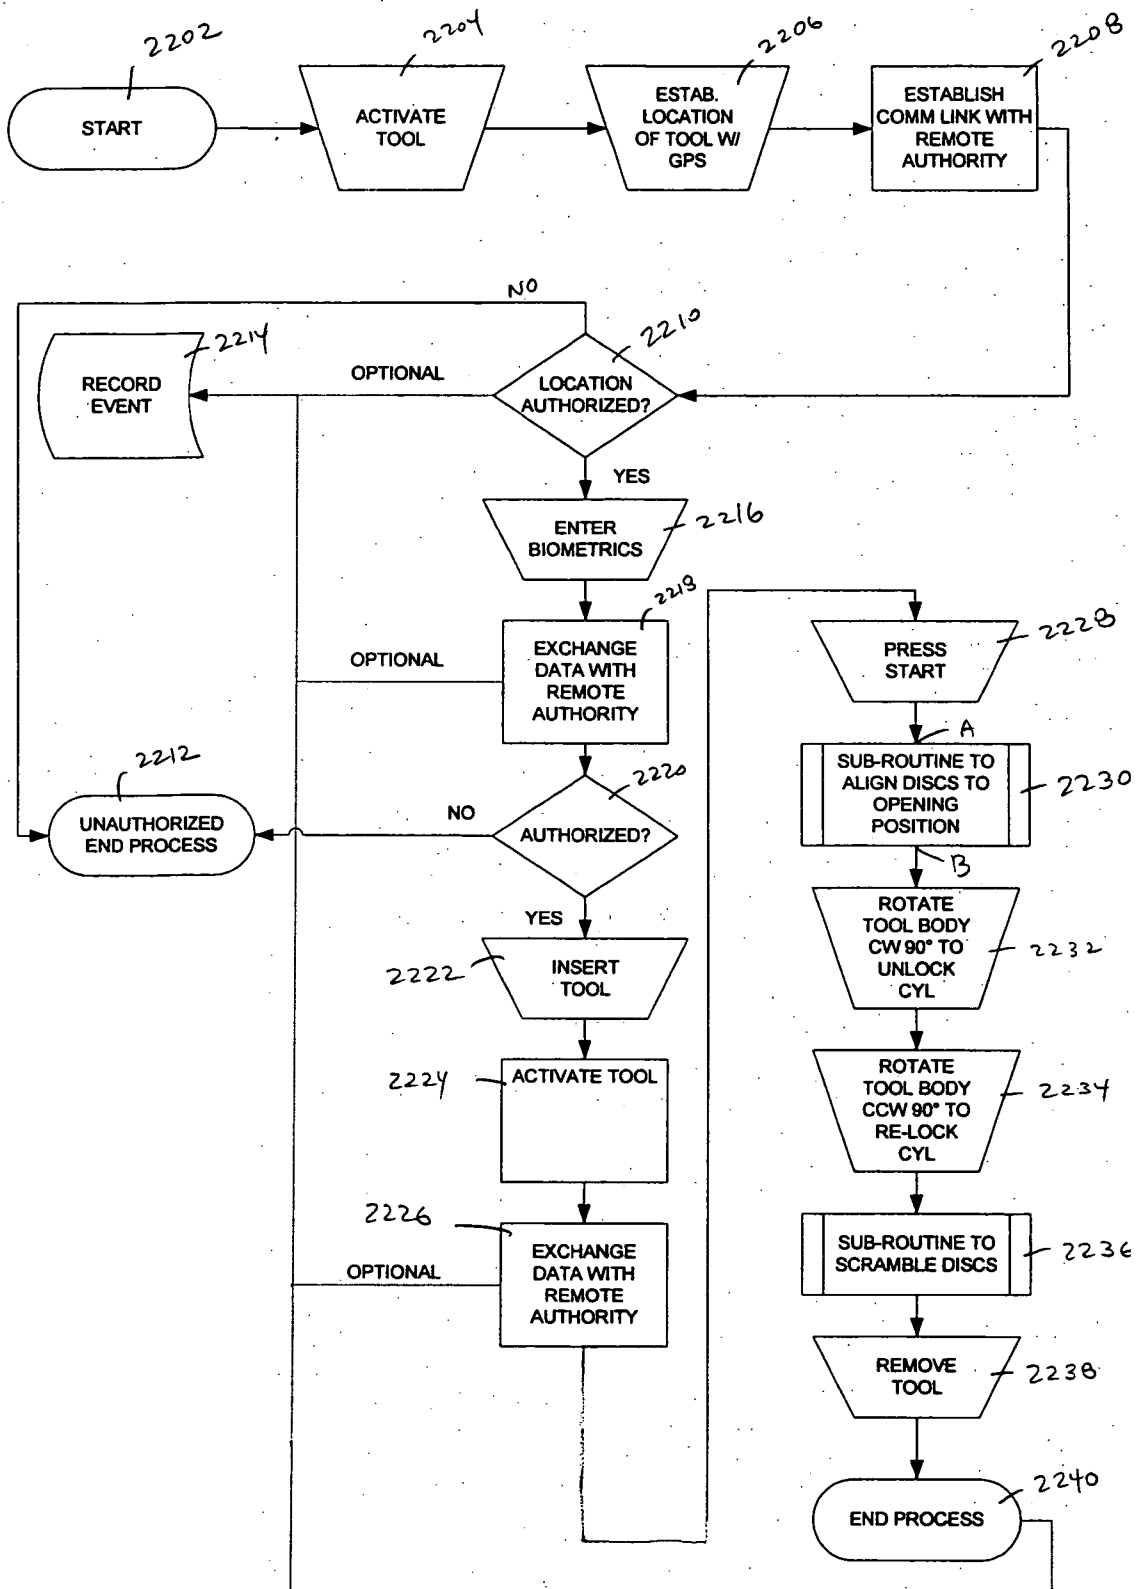 2202
2204
2206
2208
START
ACTIVATE
TOOL
ESTAB.
LOCATION
OF TOOL W/
GPS
ESTABLISH
COMM LINK WITH
REMOTE
AUTHORITY
NO
2214
RECORD
EVENT
OPTIONAL
2210
LOCATION
AUTHORIZED?
YES
ENTER
BIOMETRICS
2216
2218
EXCHANGE
DATA WITH
REMOTE
AUTHORITY
OPTIONAL
2212
UNAUTHORIZED
END PROCESS
NO
2220
AUTHORIZED?
YES
2222
INSERT
TOOL
2224
ACTIVATE TOOL
2226
EXCHANGE
DATA WITH
REMOTE
AUTHORITY
OPTIONAL
PRESS
START
2228
A
SUB-ROUTINE TO
ALIGN DISCS TO
OPENING
POSITION
2230
B
ROTATE
TOOL BODY
CW 90° TO
UNLOCK
CYL
2232
ROTATE
TOOL BODY
CCW 90° TO
RE-LOCK
CYL
2234
SUB-ROUTINE TO
SCRAMBLE DISCS
2236
REMOVE
TOOL
2238
END PROCESS
2240